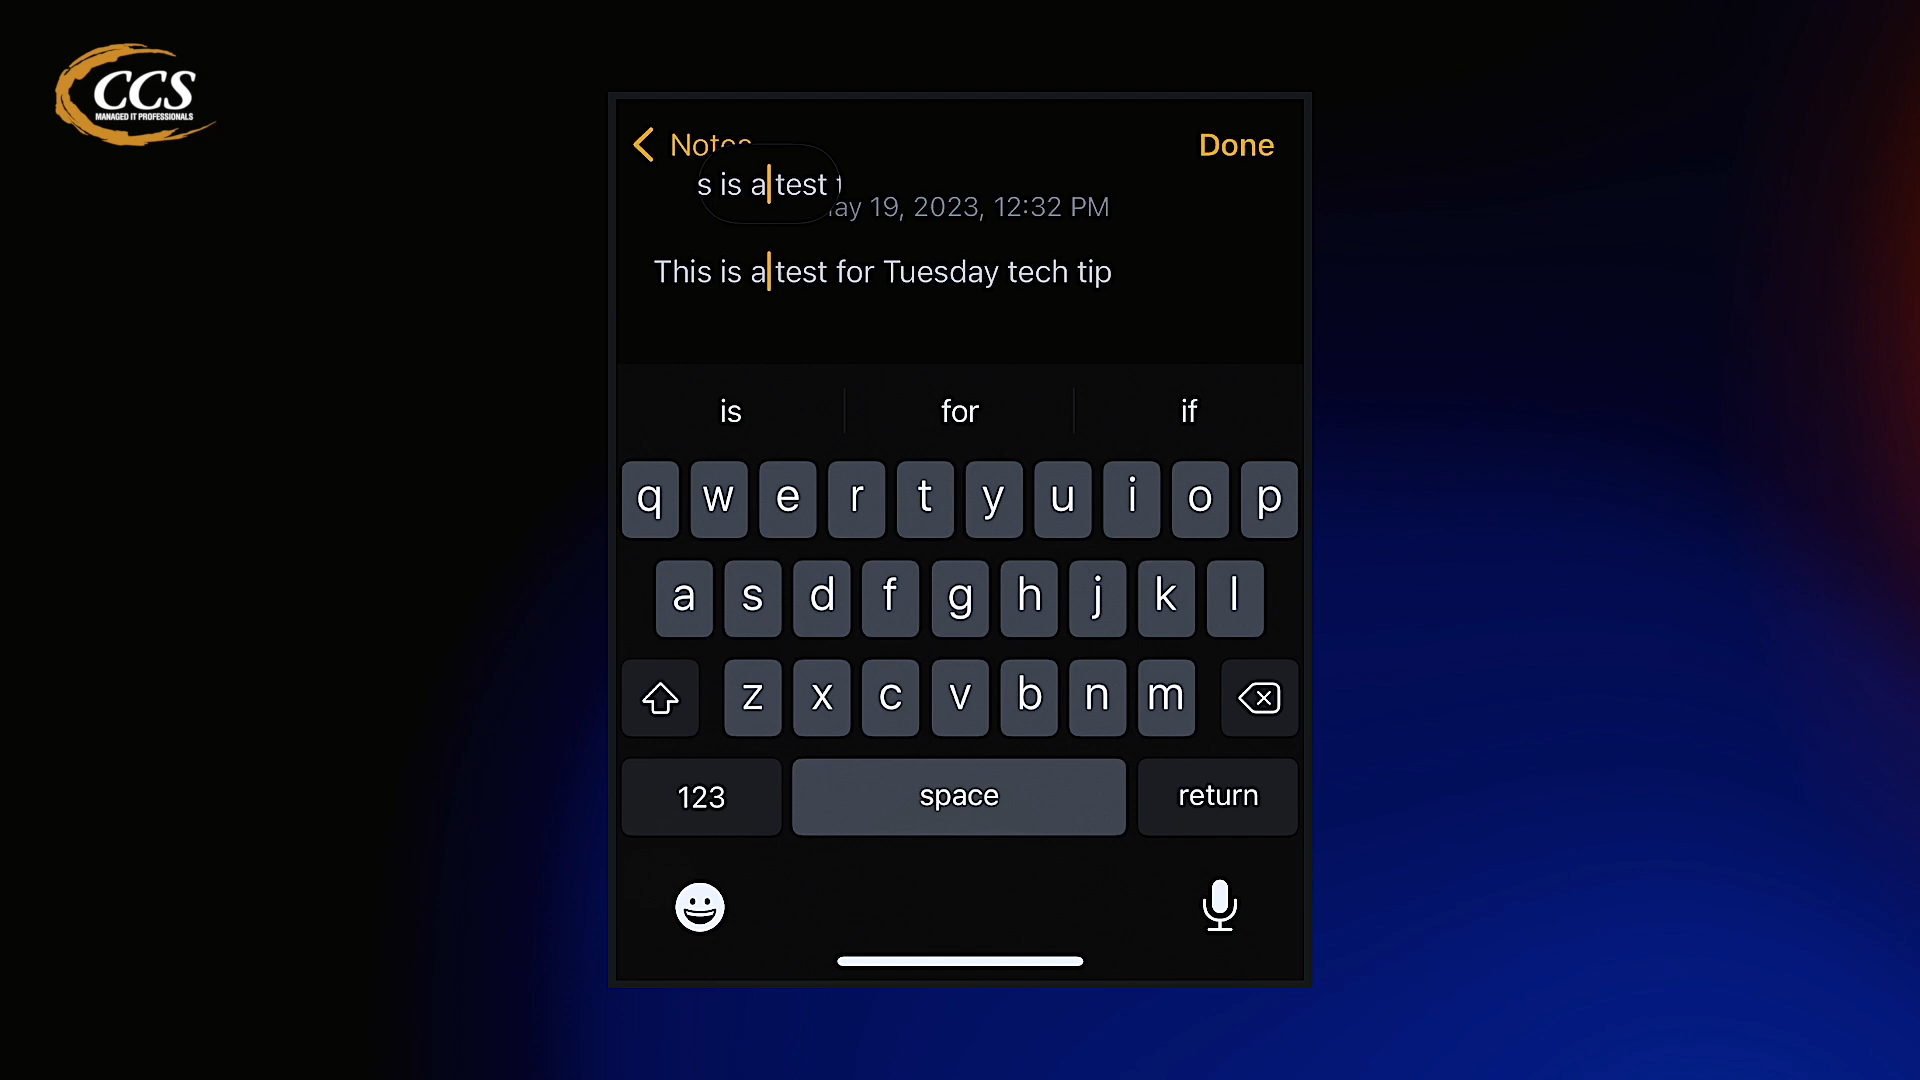 CCS
MANAGED IT PROFESSIONALS
Notes
Done
s is a test
ay 19, 2023, 12:32 PM
This is a test for Tuesday tech tip
is for if
q w e r t y u i o p
a s d f g h j k l
z x c v b n m
123 space return